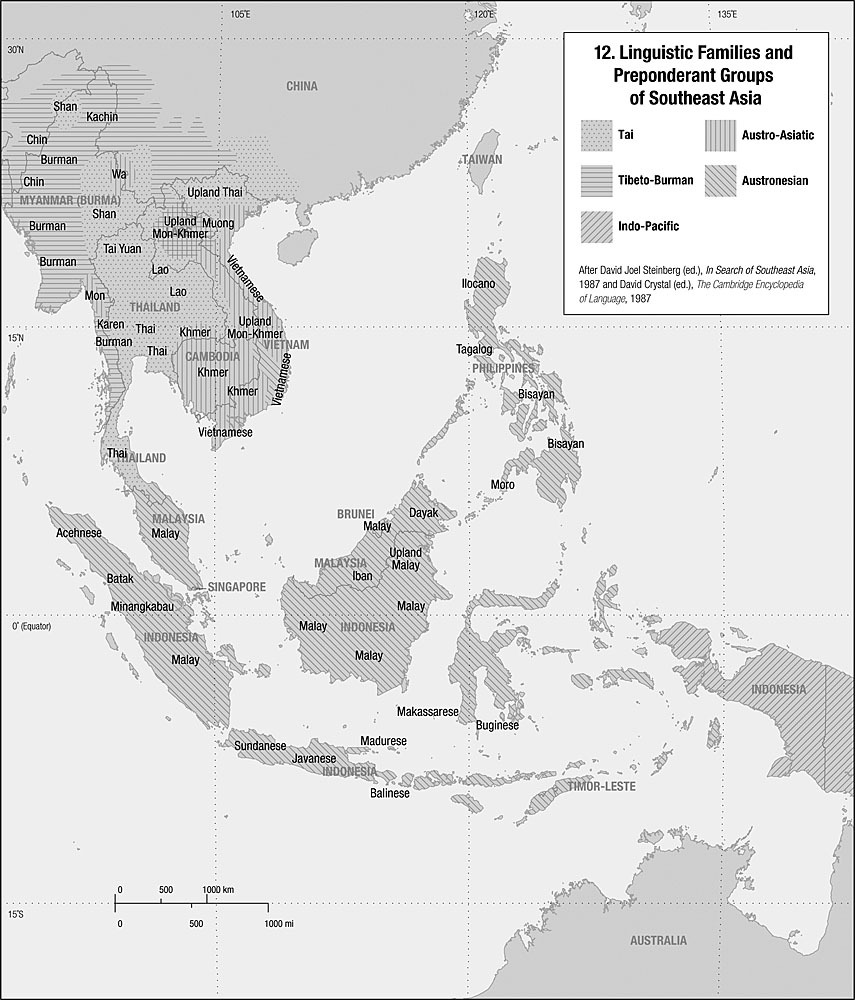 105°E
120°E
135°E
30°N
12. Linguistic Families and
Preponderant Groups
of Southeast Asia
Tai
Austro-Asiatic
Tibeto-Burman
Austronesian
Indo-Pacific
After David Joel Steinberg (ed.), In Search of Southeast Asia,
1987 and David Crystal (ed.), The Cambridge Encyclopedia
of Language, 1987
CHINA
Shan
Kachin
Chin
Burman
Wa
Chin
MYANMAR (BURMA)
Upland Thai
TAIWAN
Shan
Burman
Upland
Mon-Khmer
Muong
Tai Yuan
Burman
Lao
Vietnamese
Mon
Lao
THAILAND
Ilocano
Karen
Thai
Khmer
Upland
Mon-Khmer
15°N
Burman
Thai
CAMBODIA
VIETNAM
Tagalog
Khmer
Vietnamese
PHILIPPINES
Khmer
Bisayan
Vietnamese
Bisayan
Thai
THAILAND
Moro
MALAYSIA
Malay
BRUNEI
Malay
Dayak
Acehnese
MALAYSIA
Upland
Malay
Iban
Batak
SINGAPORE
Minangkabau
Malay
0° (Equator)
INDONESIA
Malay
INDONESIA
Malay
Malay
INDONESIA
Makassarese
Buginese
Sundanese
Madurese
Javanese
INDONESIA
Balinese
TIMOR-LESTE
0 500 1000 km
0 500 1000 mi
15°S
AUSTRALIA